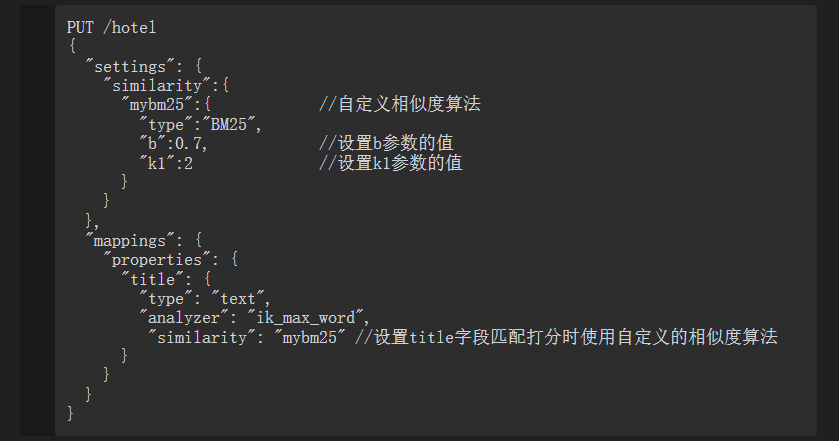 PUT /hotel
{
  "settings": {
    "similarity":{
      "mybm25":{            //自定义相似度算法
        "type":"BM25",
        "b":0.7,            //设置b参数的值
        "k1":2              //设置k1参数的值
      }
    }
  },
  "mappings": {
    "properties": {
      "title": {
        "type": "text",
        "analyzer": "ik_max_word",
         "similarity": "mybm25" //设置title字段匹配打分时使用自定义的相似度算法
      }
    }
  }
}